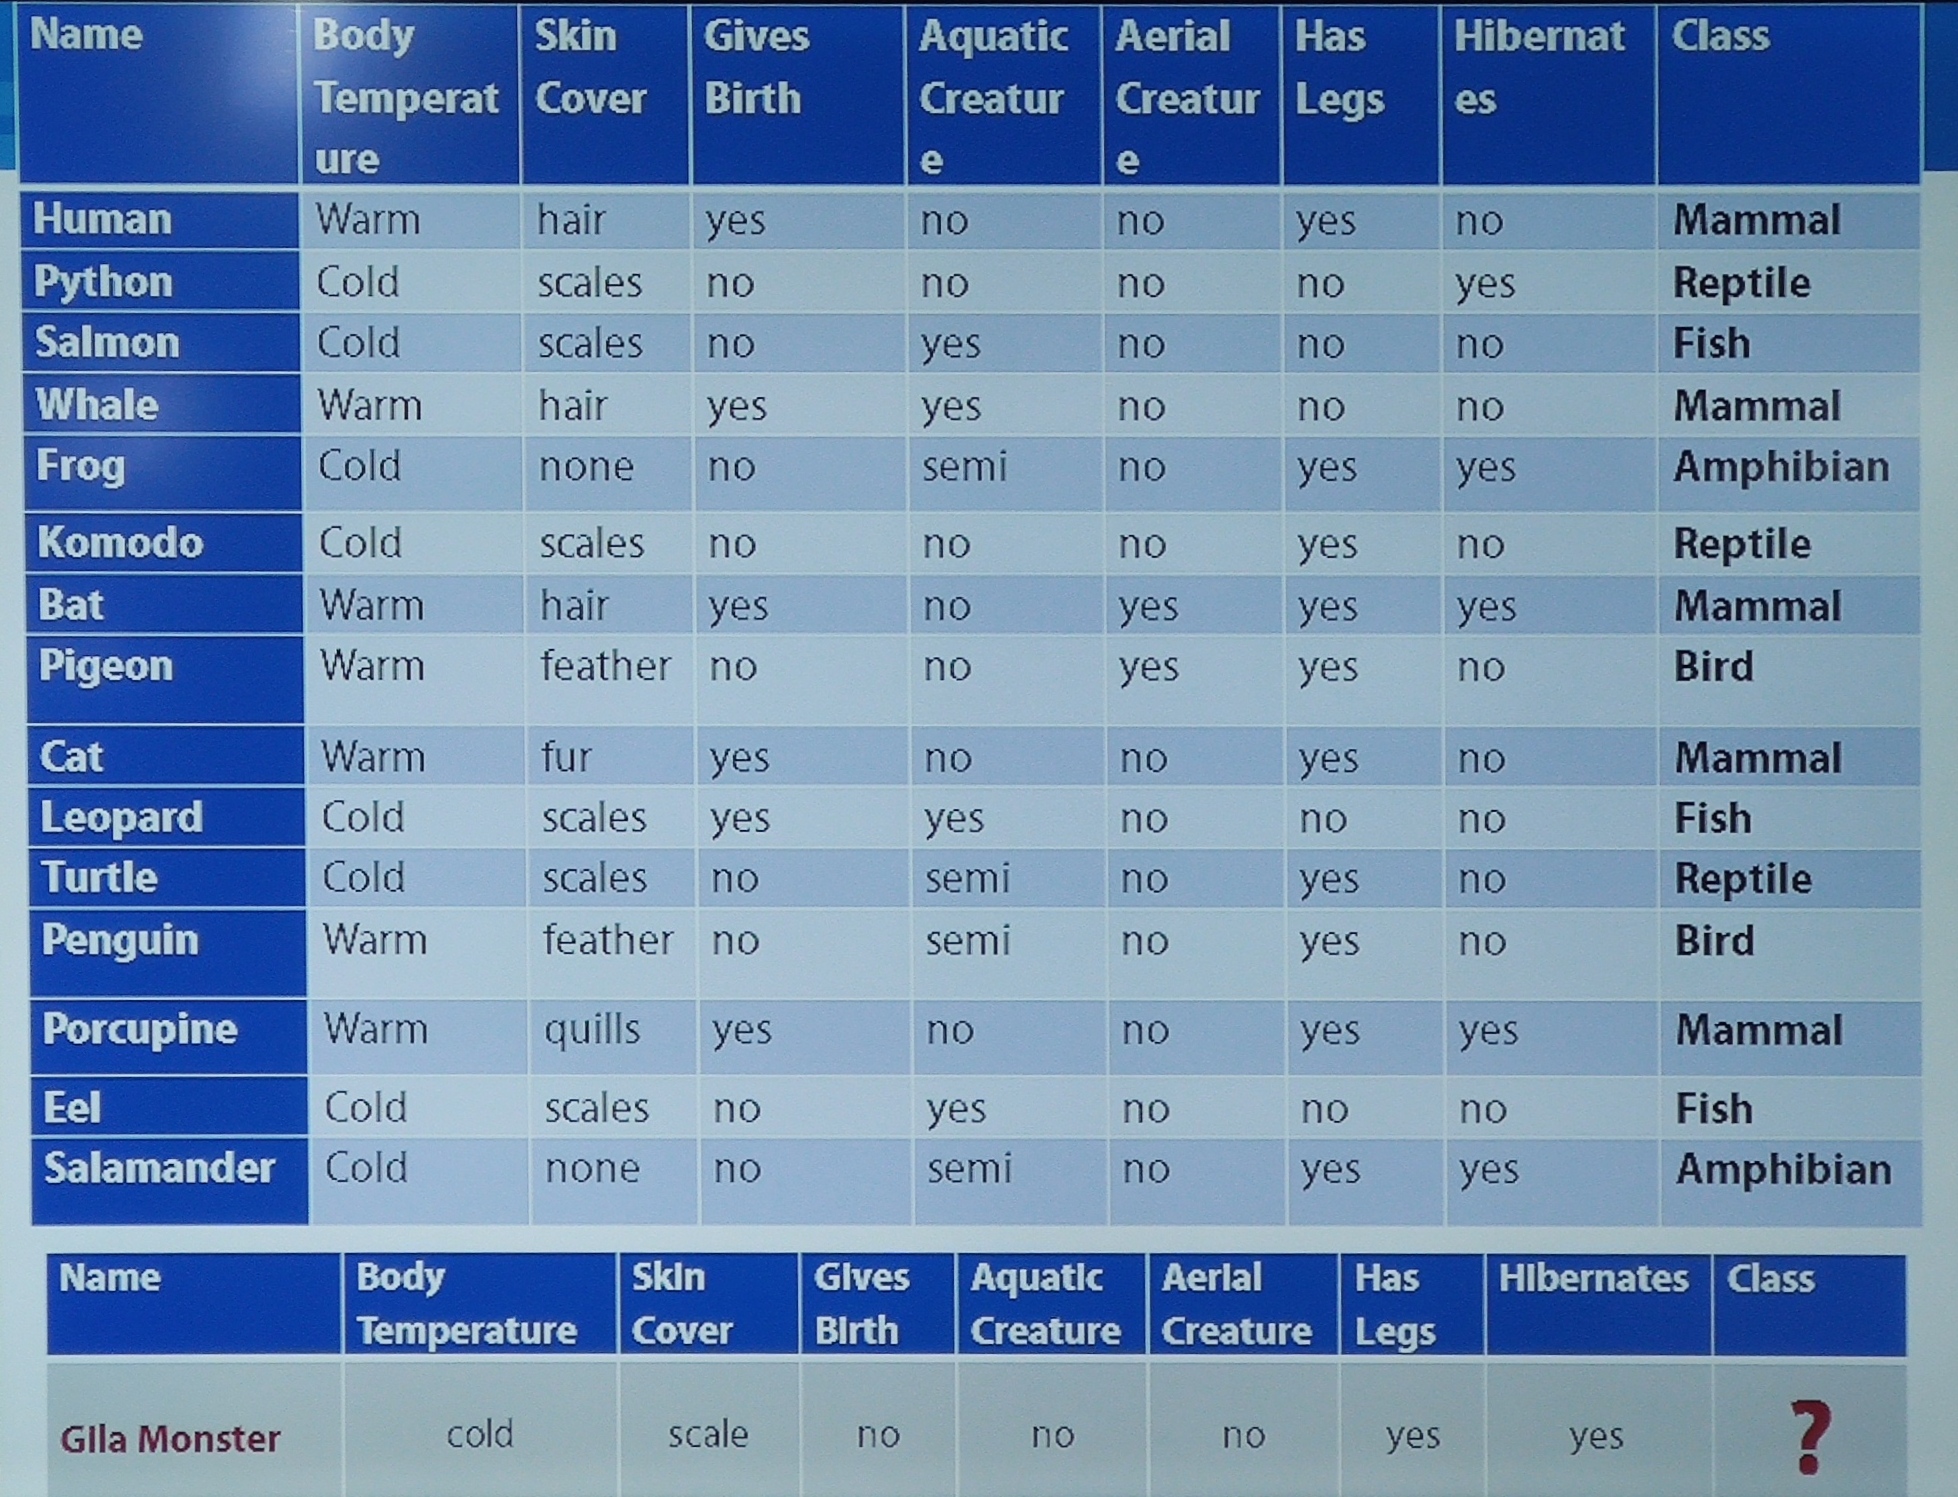 Name Body Temperat ure Skin Cover Gives Birth Aquatic Creatur e Aerial Creatur e Has Legs Hibernat es Class
Human Warm hair yes no no yes no Mammal
Python Cold scales no no no no yes Reptile
Salmon Cold scales no yes no no no Fish
Whale Warm hair yes yes no no no Mammal
Frog Cold none no semi no yes yes Amphibian
Komodo Cold scales no no no yes no Reptile
Bat Warm hair yes no yes yes yes Mammal
Pigeon Warm feather no no yes yes no Bird
Cat Warm fur yes no no yes no Mammal
Leopard Cold scales yes yes no no no Fish
Turtle Cold scales no semi no yes no Reptile
Penguin Warm feather no semi no yes no Bird
Porcupine Warm quills yes no no yes yes Mammal
Eel Cold scales no yes no no no Fish
Salamander Cold none no semi no yes yes Amphibian
Name Body Temperature Skin Cover Gives Birth Aquatic Creature Aerial Creature Has Legs Hibernates Class
Gila Monster cold scale no no no yes yes ?